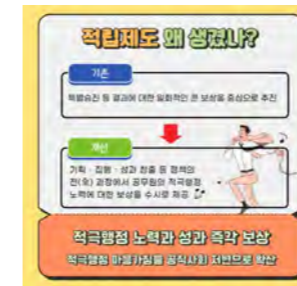 적립제도 왜 생겼나?
기존
특별승진 등 결과에 대한 일회적인 큰 보상을 중심으로 추진
개선
기획ㆍ집행ㆍ성과 창출 등 정책의
전(全) 과정에서 공무원의 적극행정
노력에 대한 보상을 수시로 제공
적극행정 노력과 성과 즉각 보상
적극행정 마음가짐을 공직사회 저변으로 확산